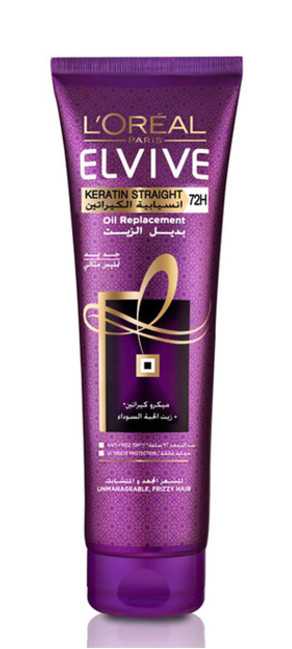 L'ORÉAL
PARIS
ELVIVE
KERATIN STRAIGHT
انسيابية الكيراتين
72H
Oil Replacement
بديل الزيت
جديد
ميكرو كيراتين+
زيت الحبة السوداء
UNMANAGEABLE, FRIZZY HAIR